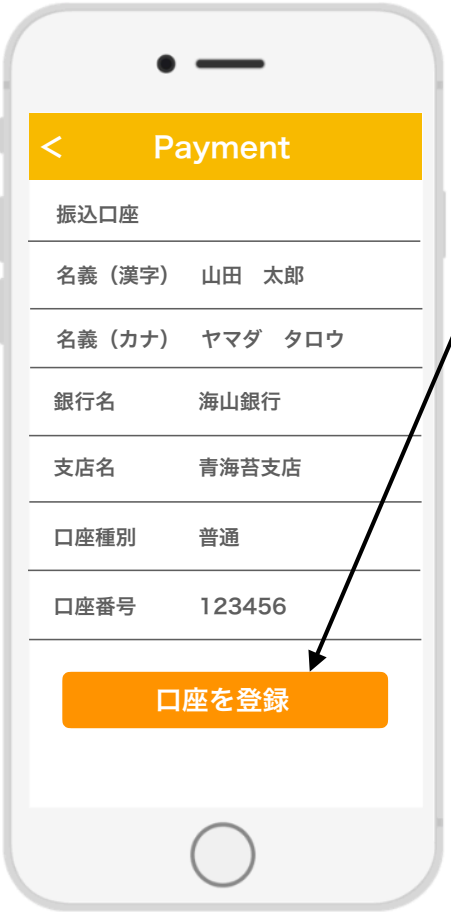 < Payment
振込口座
名義（漢字） 山田　太郎
名義（カナ） ヤマダ　タロウ
銀行名 海山銀行
支店名 青海苔支店
口座種別 普通
口座番号 123456
口座を登録